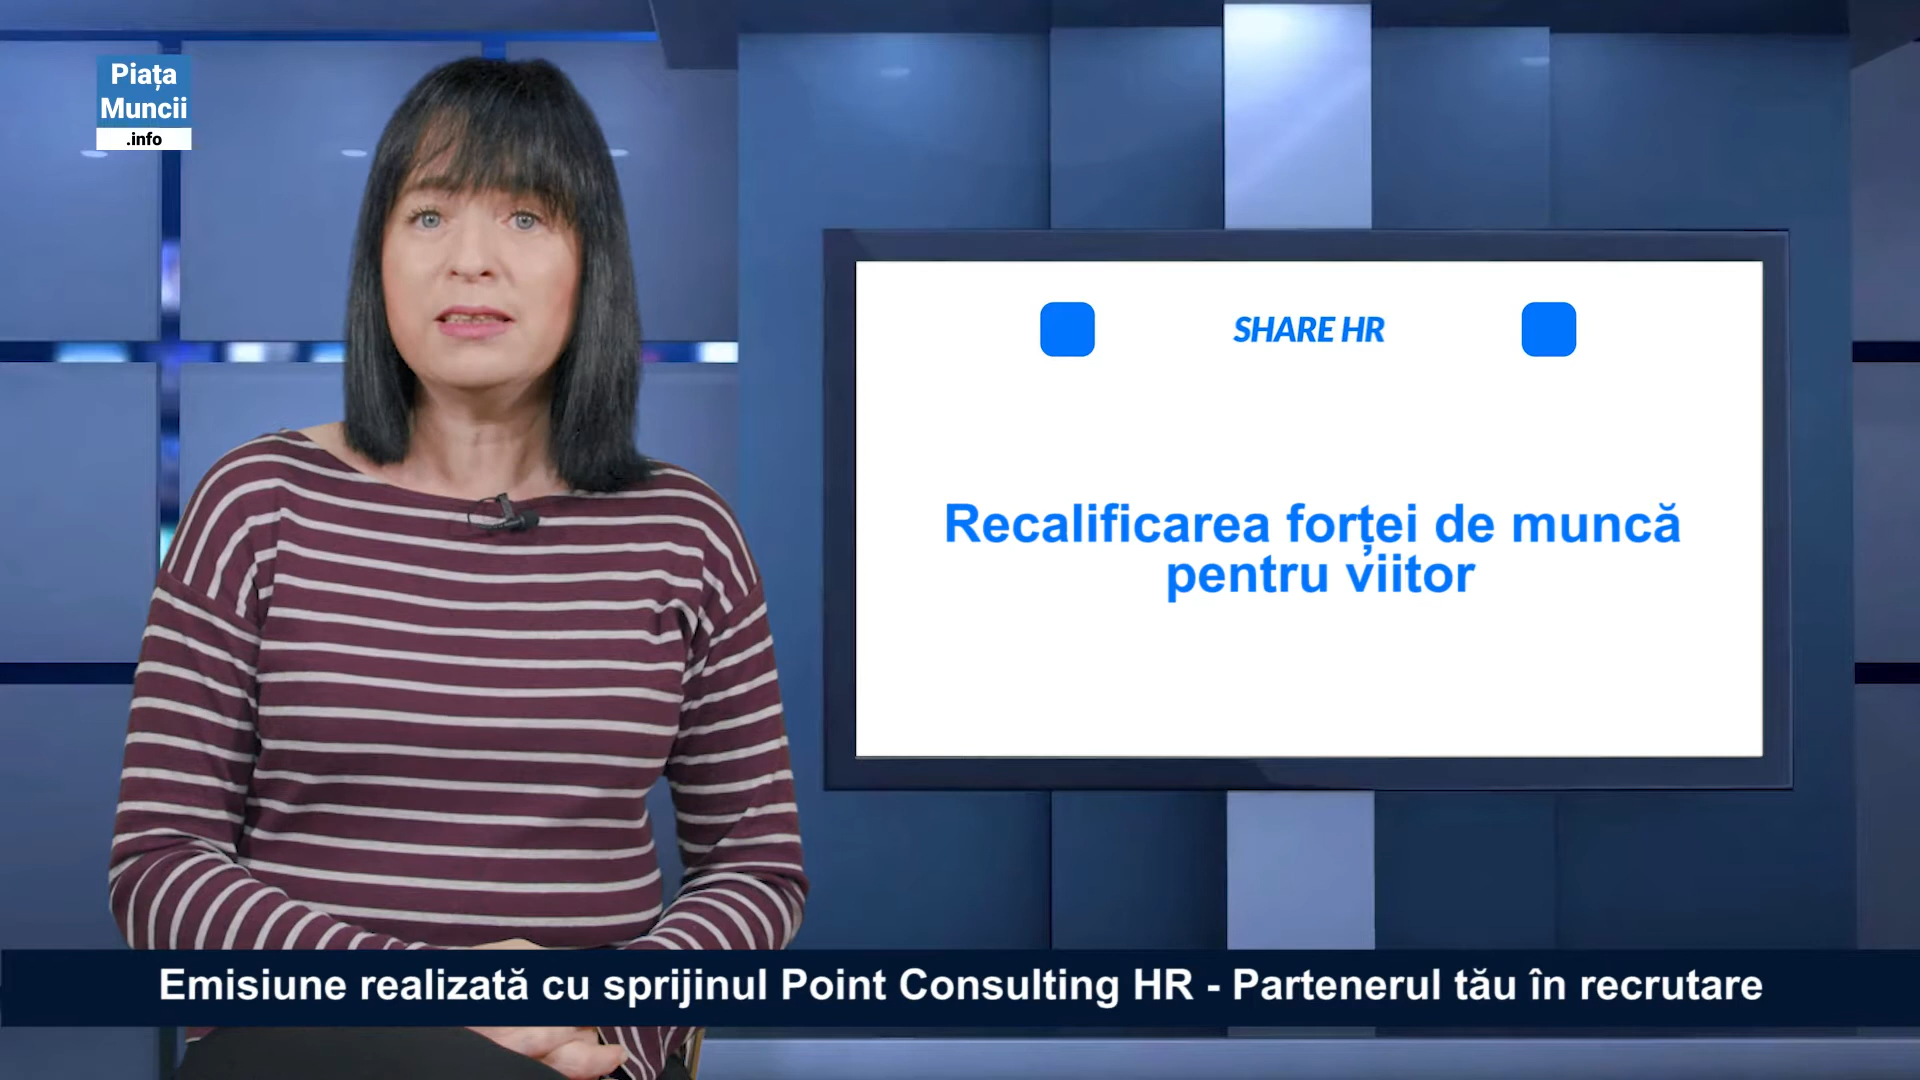 Piața
Muncii
.info
SHARE HR
Recalificarea forței de muncă
pentru viitor
Emisiune realizată cu sprijinul Point Consulting HR - Partenerul tău în recrutare